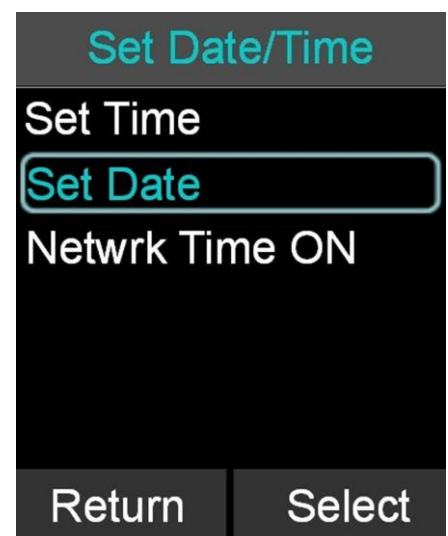 Set Date/Time
Set Time
Set Date
Netwrk Time ON
Return Select